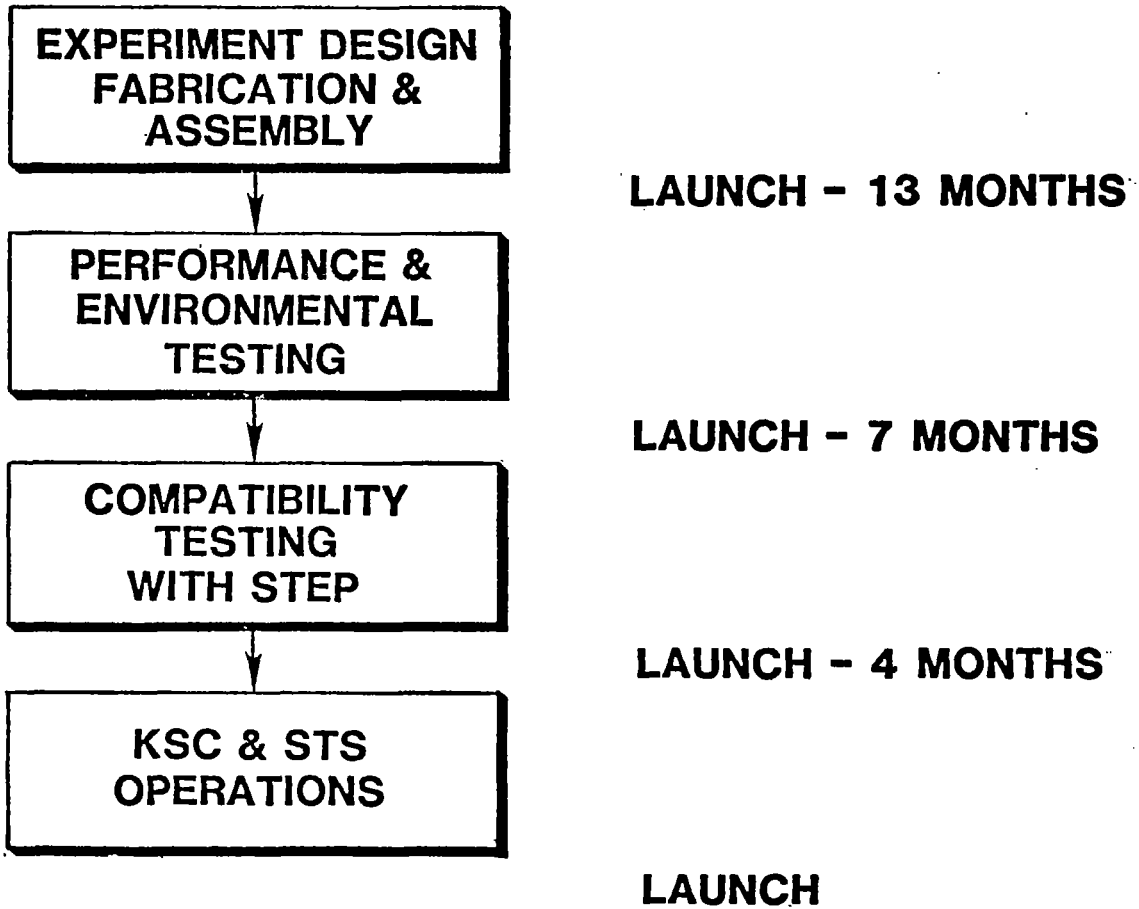 EXPERIMENT DESIGN
FABRICATION &
ASSEMBLY
LAUNCH - 13 MONTHS
PERFORMANCE &
ENVIRONMENTAL
TESTING
LAUNCH - 7 MONTHS
COMPATIBILITY
TESTING
WITH STEP
LAUNCH - 4 MONTHS
KSC & STS
OPERATIONS
LAUNCH